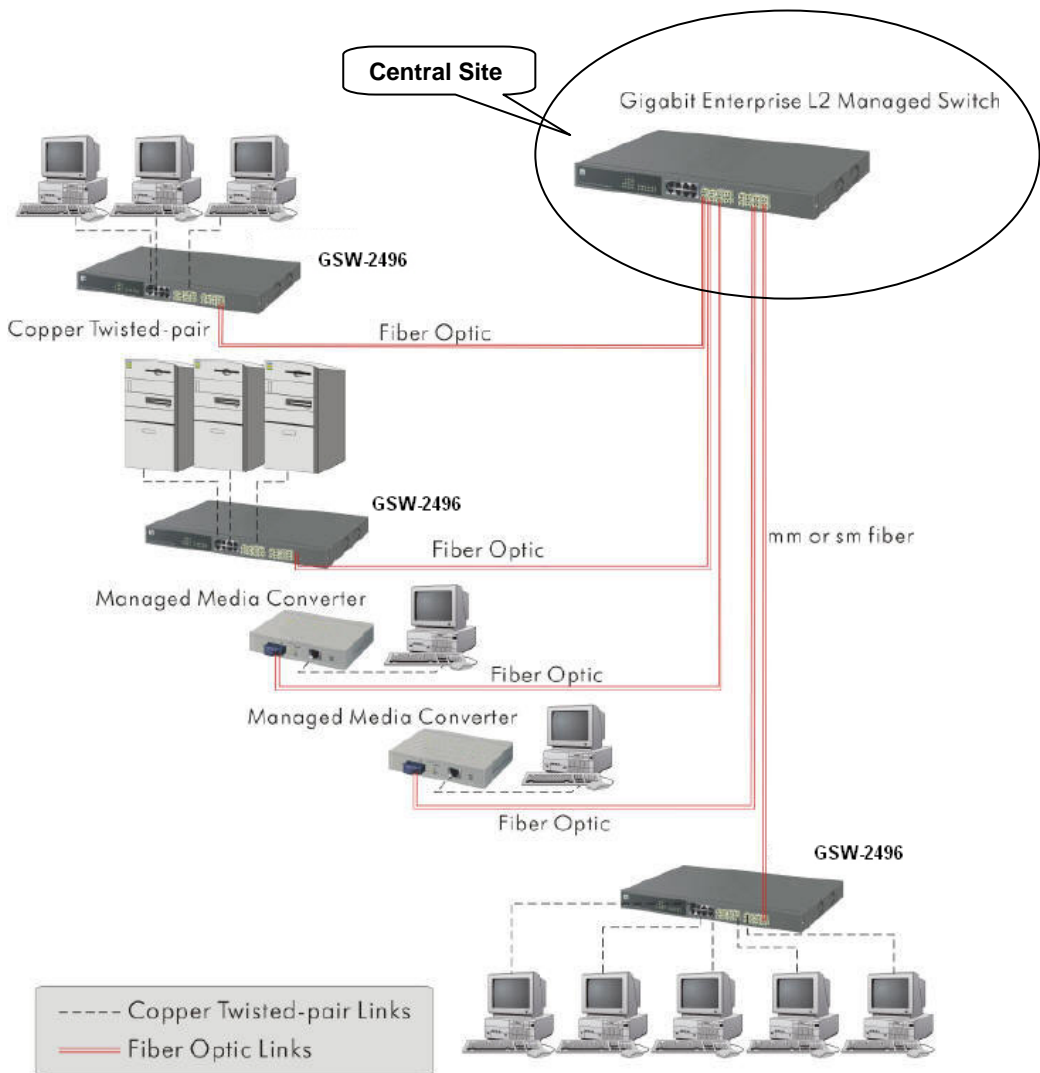 Central Site
Gigabit Enterprise L2 Managed Switch
GSW-2496
Copper Twisted-pair
Fiber Optic
GSW-2496
Fiber Optic
mm or sm fiber
Managed Media Converter
Fiber Optic
Managed Media Converter
Fiber Optic
GSW-2496
Copper Twisted-pair Links
Fiber Optic Links